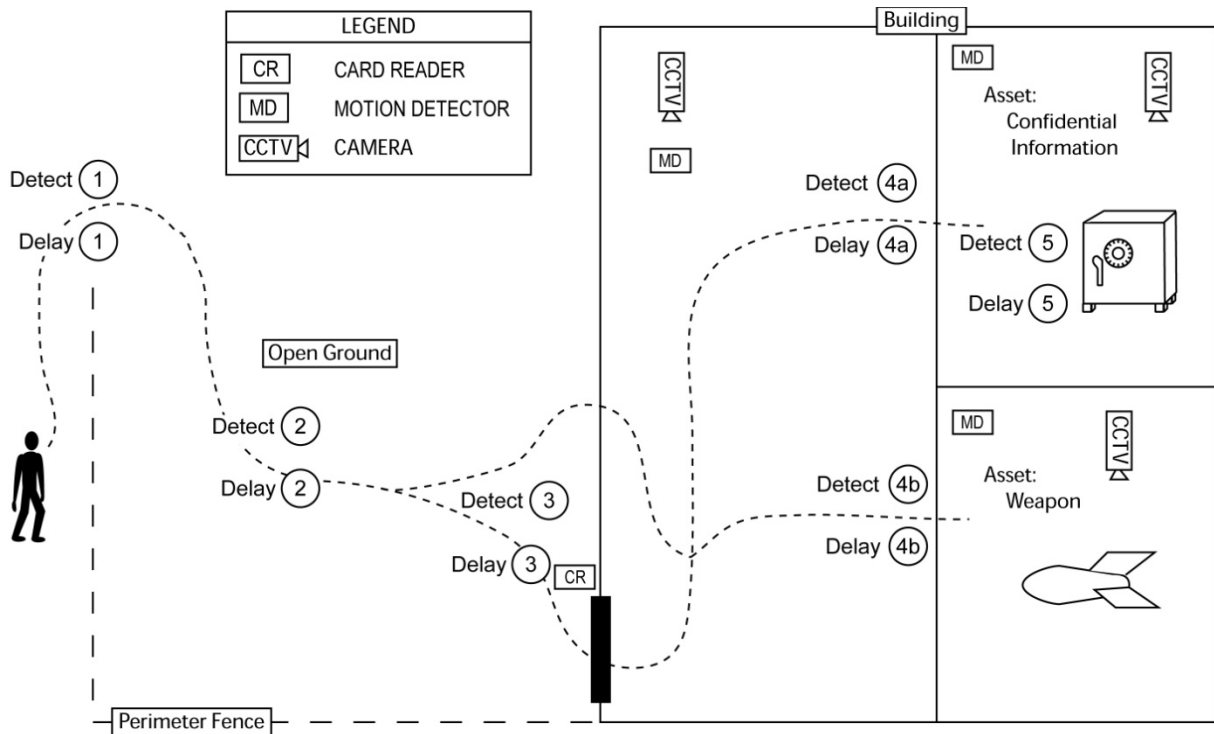 LEGEND
CR CARD READER
MD MOTION DETECTOR
CCTV CAMERA
Building
CCTV
MD
MD
CCTV
Asset:
Confidential
Information
Detect 1
Delay 1
Detect 4a
Delay 4a
Detect 5
Delay 5
Open Ground
Detect 2
Delay 2
Detect 3
Delay 3
CR
MD
CCTV
Asset:
Weapon
Detect 4b
Delay 4b
Perimeter Fence